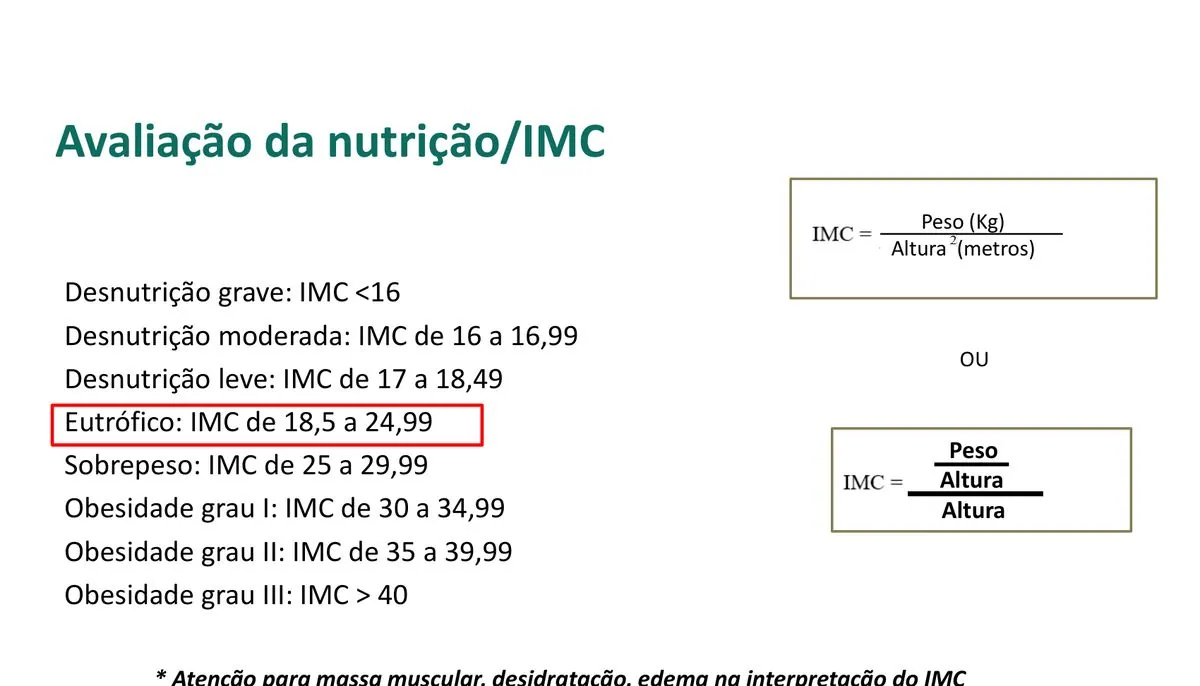 Avaliação da nutrição/IMC
IMC = Peso (Kg)
Altura ²(metros)
Desnutrição grave: IMC <16
Desnutrição moderada: IMC de 16 a 16,99
OU
Desnutrição leve: IMC de 17 a 18,49
Eutrófico: IMC de 18,5 a 24,99
Sobrepeso: IMC de 25 a 29,99
Obesidade grau I: IMC de 30 a 34,99
Obesidade grau II: IMC de 35 a 39,99
Obesidade grau III: IMC > 40
Peso
IMC = Altura
Altura
* Atenção para massa muscular, desidratação, edema na interpretação do IMC